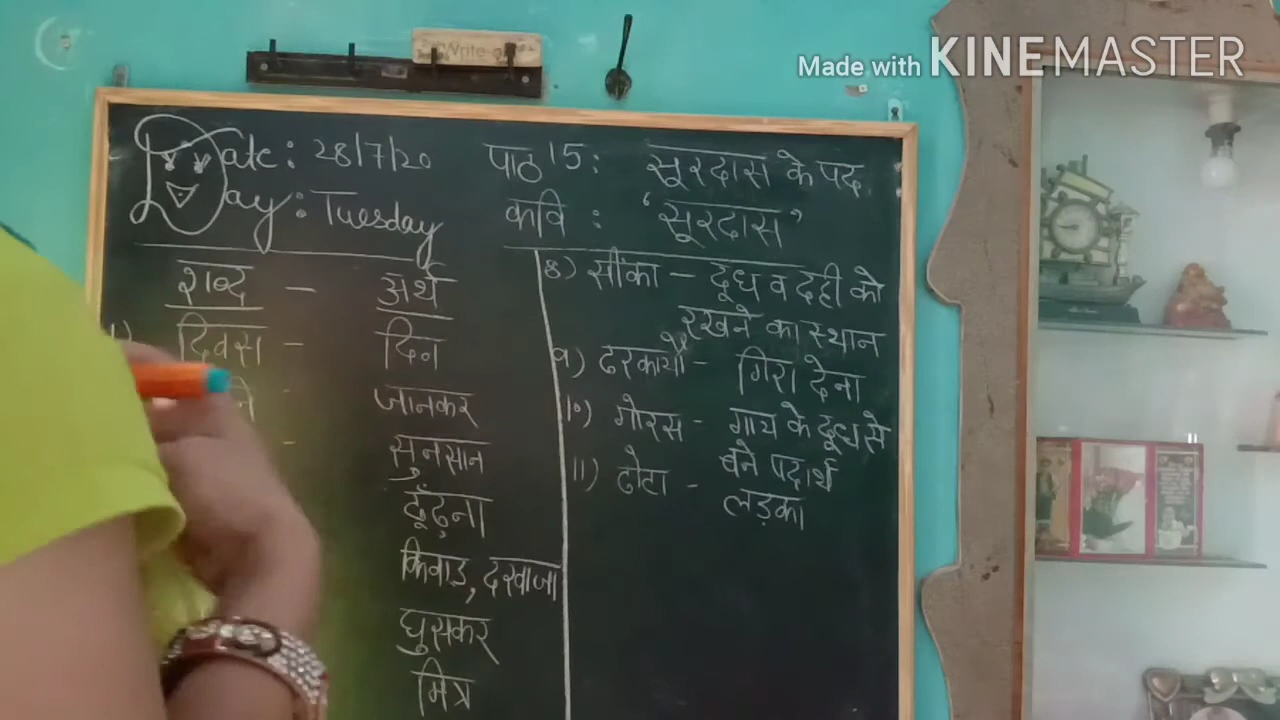 Write-
Made with KINEMASTER
Date: 28/7/20
Day: Tuesday
पाठ 15: सूरदास के पद
कवि : 'सूरदास'
शब्द - अर्थ
दिवस - दिन
जानकर
सुनसान
ढूँढ़ना
किवाड़, दरवाजा
घुसकर
मित्र
8) सींका - दूध व दही को
रखने का स्थान
9) ढरकायो - गिरा देना
10) गोरस - गाय के दूध से
बने पदार्थ
11) ढोटा - लड़का